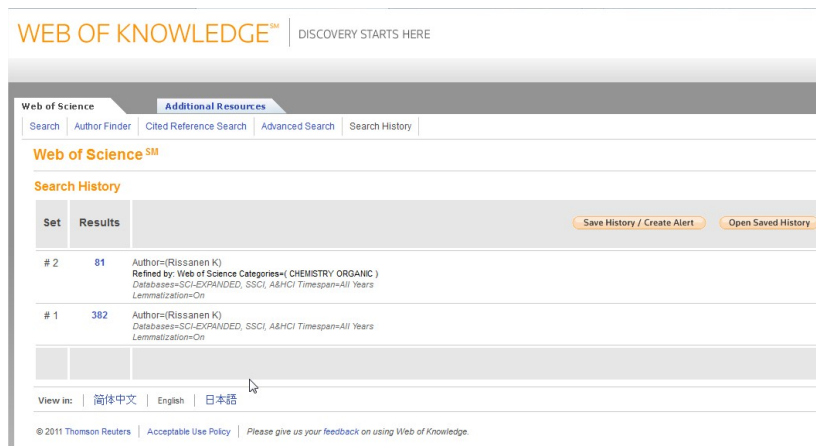 WEB OF KNOWLEDGE℠ | DISCOVERY STARTS HERE
Web of Science Additional Resources
Search | Author Finder | Cited Reference Search | Advanced Search | Search History |
Web of Science ℠
Search History
Set Results Save History / Create Alert Open Saved History
# 2 81 Author=(Rissanen K)
Refined by: Web of Science Categories=( CHEMISTRY ORGANIC )
Databases=SCI-EXPANDED, SSCI, A&HCI Timespan=All Years
Lemmatization=On
# 1 382 Author=(Rissanen K)
Databases=SCI-EXPANDED, SSCI, A&HCI Timespan=All Years
Lemmatization=On
View in: | 简体中文 | English | 日本語
© 2011 Thomson Reuters | Acceptable Use Policy | Please give us your feedback on using Web of Knowledge.